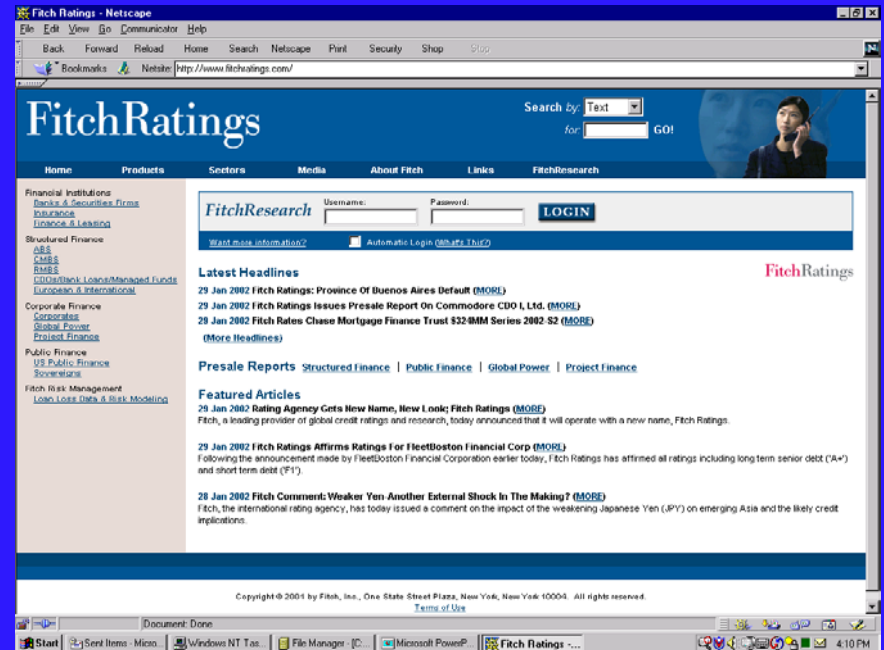 Fitch Ratings - Netscape
File Edit View Go Communicator Help
Back Forward Reload Home Search Netscape Print Security Shop Stop
Bookmarks Netsite: http://www.fitchratings.com/
FitchRatings
Search by: Text
for: GO!
Home Products Sectors Media About Fitch Links FitchResearch
Financial Institutions
Banks & Securities Firms
Insurance
Finance & Leasing
Structured Finance
ABS
CMBS
RMBS
CDOs/Bank Loans/Managed Funds
European & International
Corporate Finance
Corporates
Global Power
Project Finance
Public Finance
US Public Finance
Sovereigns
Fitch Risk Management
Loan Loss Data & Risk Modeling
FitchResearch Username: Password: LOGIN
Want more information? Automatic Login (What's This?)
Latest Headlines
FitchRatings
29 Jan 2002 Fitch Ratings: Province Of Buenos Aires Default (MORE)
29 Jan 2002 Fitch Ratings Issues Presale Report On Commodore CDO I, Ltd. (MORE)
29 Jan 2002 Fitch Rates Chase Mortgage Finance Trust $324MM Series 2002-S2 (MORE)
(More Headlines)
Presale Reports Structured Finance | Public Finance | Global Power | Project Finance
Featured Articles
29 Jan 2002 Rating Agency Gets New Name, New Look; Fitch Ratings (MORE)
Fitch, a leading provider of global credit ratings and research, today announced that it will operate with a new name, Fitch Ratings.
29 Jan 2002 Fitch Ratings Affirms Ratings For FleetBoston Financial Corp (MORE)
Following the announcement made by FleetBoston Financial Corporation earlier today, Fitch Ratings has affirmed all ratings including long term senior debt ('A+')
and short term debt ('F1').
28 Jan 2002 Fitch Comment: Weaker Yen-Another External Shock In The Making? (MORE)
Fitch, the international rating agency, has today issued a comment on the impact of the weakening Japanese Yen (JPY) on emerging Asia and the likely credit
implications.
Copyright © 2001 by Fitch, Inc., One State Street Plaza, New York, New York 10004. All rights reserved.
Terms of Use
Document: Done
Start Sent Items - Micro... Windows NT Tas... File Manager - [C:... Microsoft PowerP... Fitch Ratings -... 4:10 PM